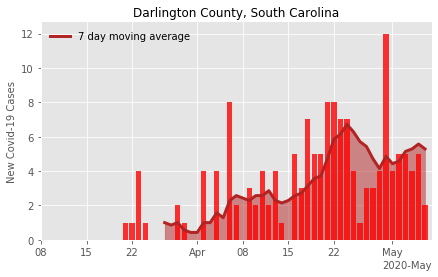 Darlington County, South Carolina
7 day moving average
New Covid-19 Cases
12
10
8
6
4
2
0
08 15 22 Apr 08 15 22 May
2020-May